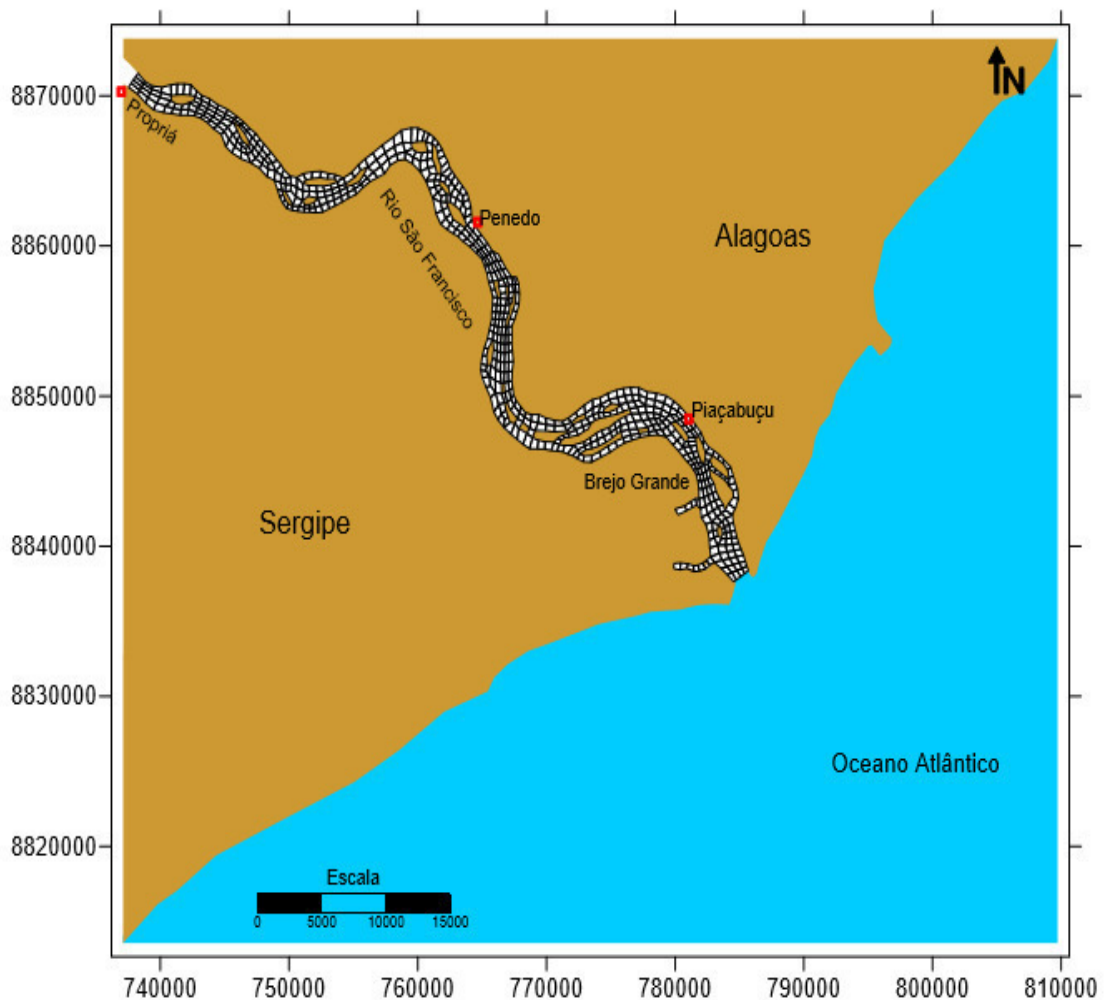 N
8870000
Propriá
Rio São Francisco
Penedo
8860000
Alagoas
8850000
Piaçabuçu
Brejo Grande
Sergipe
8840000
8830000
Oceano Atlântico
8820000
Escala
0 5000 10000 15000
740000 750000 760000 770000 780000 790000 800000 810000